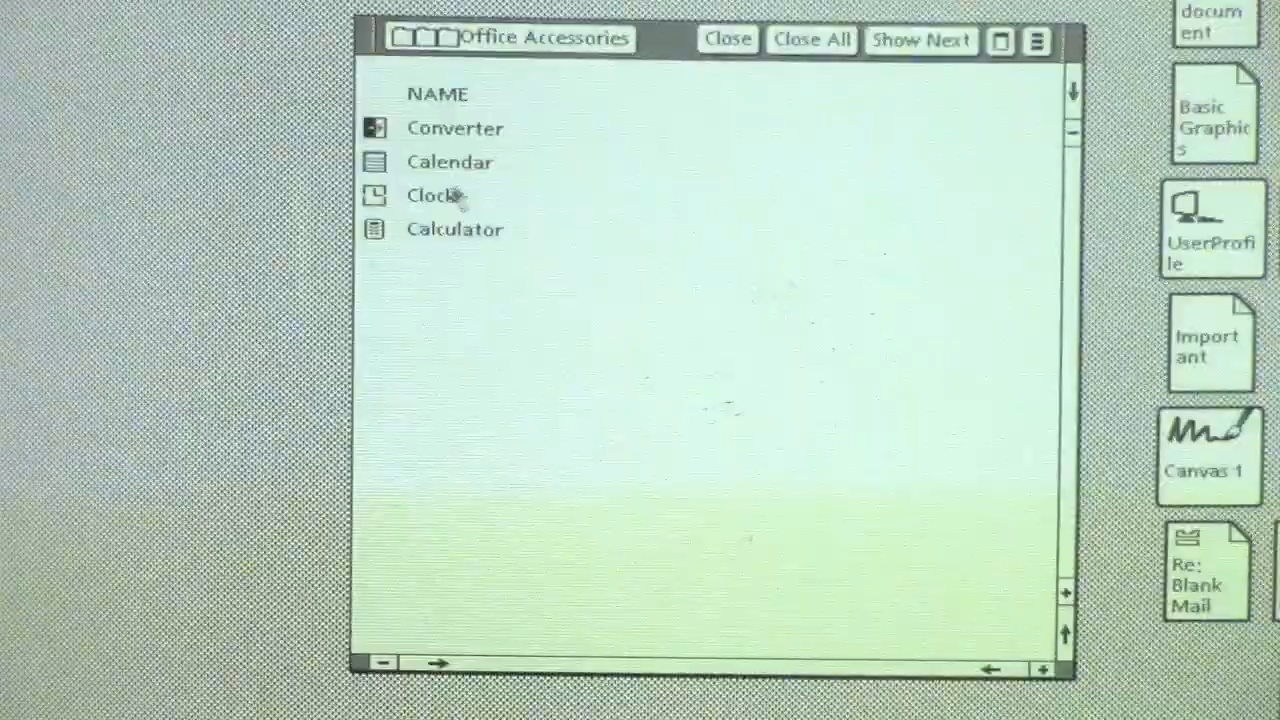 Office Accessories
Close
Close All
Show Next
NAME
Converter
Calendar
Clock
Calculator
docum
ent
Basic
Graphic
s
UserProfi
le
Import
ant
Canvas 1
Re:
Blank
Mail